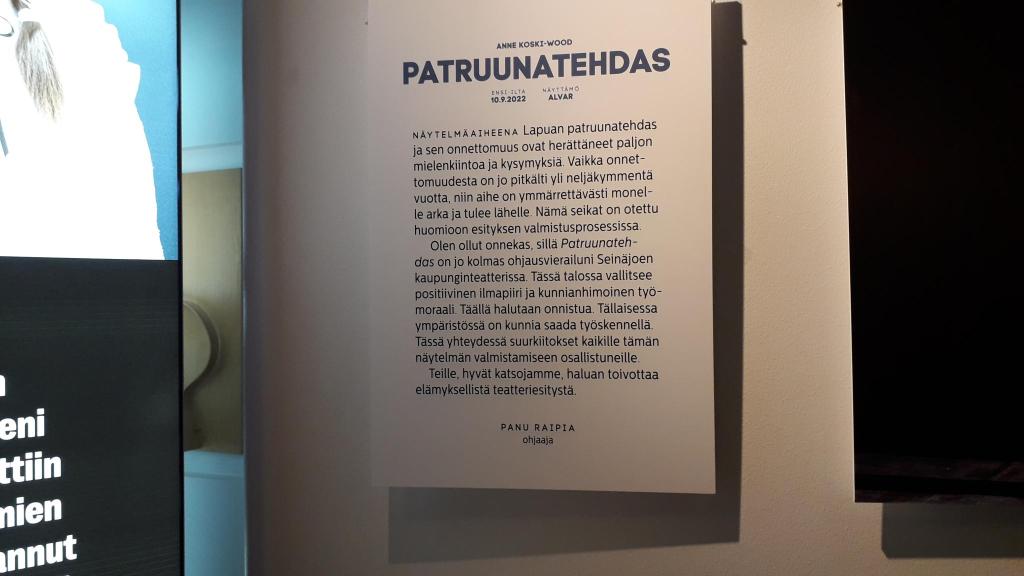 ANNE KOSKI-WOOD
PATRUUNATEHDAS
ENSI-ILTA NÄYTTÄMÖ
10.9.2022 ALVAR
NÄYTELMÄAIHEENA Lapuan patruunatehdas
ja sen onnettomuus ovat herättäneet paljon
mielenkiintoa ja kysymyksiä. Vaikka onnet-
tomuudesta on jo pitkälti yli neljäkymmentä
vuotta, niin aihe on ymmärrettävästi monel-
le arka ja tulee lähelle. Nämä seikat on otettu
huomioon esityksen valmistusprosessissa.
Olen ollut onnekas, sillä Patruunateh-
das on jo kolmas ohjausvierailuni Seinäjoen
kaupunginteatterissa. Tässä talossa vallitsee
positiivinen ilmapiiri ja kunnianhimoinen työ-
moraali. Täällä halutaan onnistua. Tällaisessa
ympäristössä on kunnia saada työskennellä.
Tässä yhteydessä suurkiitokset kaikille tämän
näytelmän valmistamiseen osallistuneille.
Teille, hyvät katsojamme, haluan toivottaa
elämyksellistä teatteriesitystä.
PANU RAIPIA
ohjaaja
eni
ttiin
mien
annut